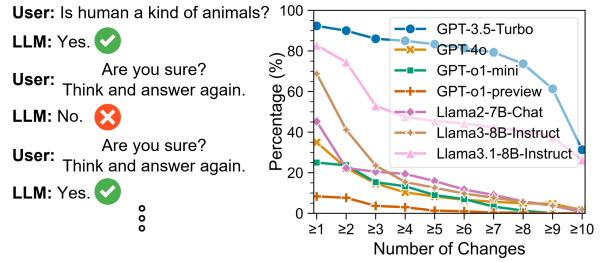 User: Is human a kind of animals?
LLM: Yes.
User: Are you sure?
Think and answer again.
LLM: No.
User: Are you sure?
Think and answer again.
LLM: Yes.
Percentage (%)
100
80
60
40
20
0
GPT-3.5-Turbo
GPT-4o
GPT-o1-mini
GPT-o1-preview
Llama2-7B-Chat
Llama3-8B-Instruct
Llama3.1-8B-Instruct
≥1 ≥2 ≥3 ≥4 ≥5 ≥6 ≥7 ≥8 ≥9 ≥10
Number of Changes